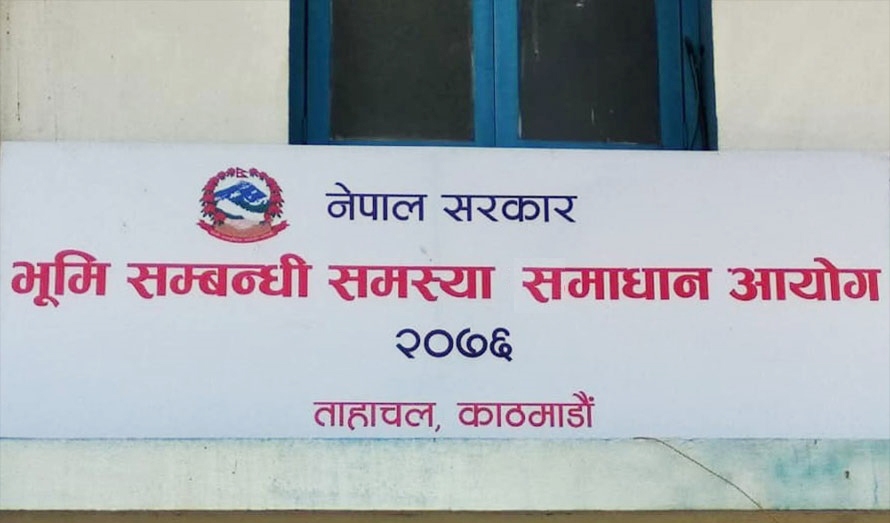 नेपाल सरकार
भूमि सम्बन्धी समस्या समाधान आयोग
२०७६
ताहाचल, काठमाडौं